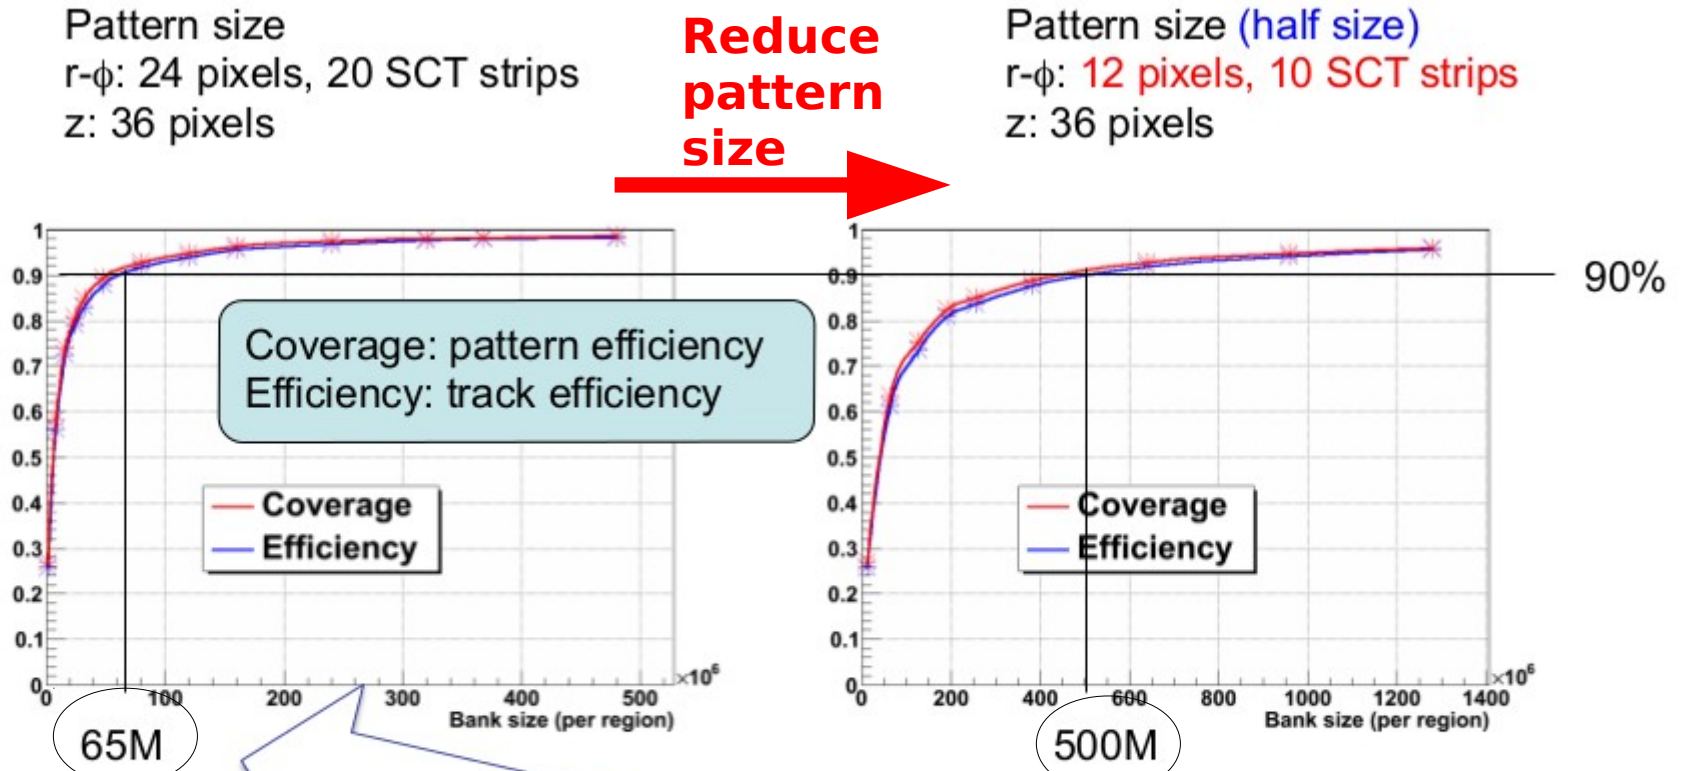 Pattern size
r-ϕ: 24 pixels, 20 SCT strips
z: 36 pixels
Reduce
pattern
size
Pattern size (half size)
r-ϕ: 12 pixels, 10 SCT strips
z: 36 pixels
1
0.9
0.8
0.7
0.6
0.5
0.4
0.3
0.2
0.1
0
0 100 200 300 400 500
×10⁶
Bank size (per region)
Coverage: pattern efficiency
Efficiency: track efficiency
Coverage
Efficiency
65M
1
0.9
0.8
0.7
0.6
0.5
0.4
0.3
0.2
0.1
0
0 200 400 600 800 1000 1200 1400
×10⁶
Bank size (per region)
Coverage
Efficiency
500M
90%